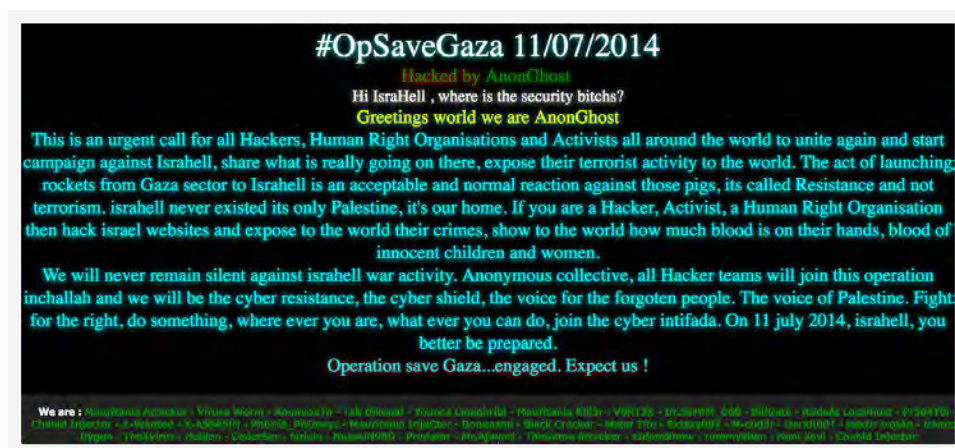 #OpSaveGaza 11/07/2014
Hacked by AnonGhost
Hi IsraHell , where is the security bitchs?
Greetings world we are AnonGhost
This is an urgent call for all Hackers, Human Right Organisations and Activists all around the world to unite again and start
campaign against Israhell, share what is really going on there, expose their terrorist activity to the world. The act of launching
rockets from Gaza sector to Israhell is an acceptable and normal reaction against those pigs, its called Resistance and not
terrorism. israhell never existed its only Palestine, it's our home. If you are a Hacker, Activist, a Human Right Organisation
then hack israel websites and expose to the world their crimes, show to the world how much blood is on their hands, blood of
innocent children and women.
We will never remain silent against israhell war activity. Anonymous collective, all Hacker teams will join this operation
inchallah and we will be the cyber resistance, the cyber shield, the voice for the forgoten people. The voice of Palestine. Fight
for the right, do something, where ever you are, what ever you can do, join the cyber intifada. On 11 july 2014, israhell, you
better be prepared.
Operation save Gaza...engaged. Expect us !
We are : Mauritania Attacker - Virusa Worm -